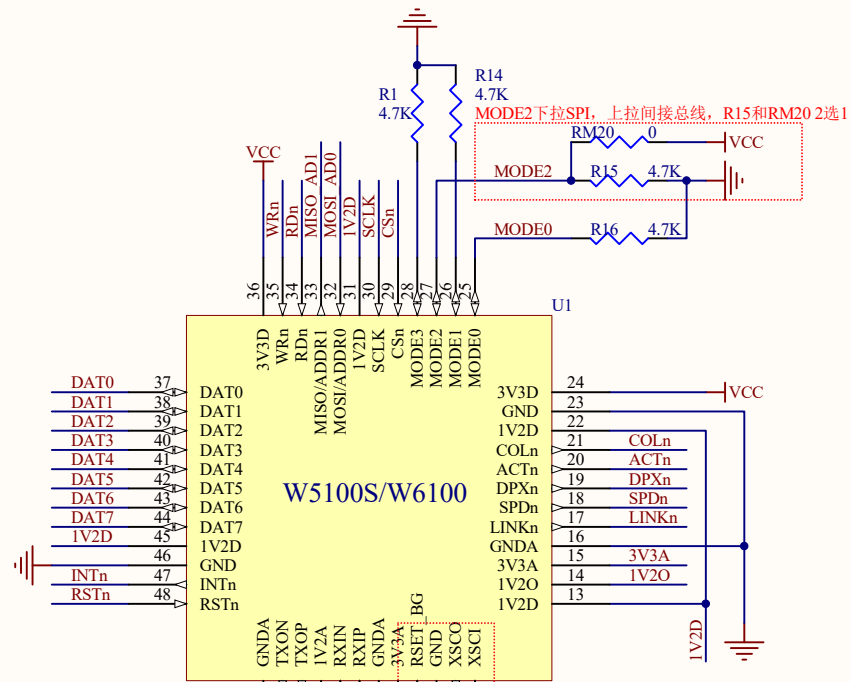 R1
4.7K
R14
4.7K
MODE2下拉SPI，上拉间接总线，R15和RM20 2选1
RM20
0
VCC
MODE2
R15
4.7K
MODE0
R16
4.7K
VCC
WRn
RDn
MISO_AD1
MOSI_AD0
1V2D
SCLK
CSn
36
35
34
33
32
31
30
29
28
27
26
25
U1
3V3D
WRn
RDn
MISO/ADDR1
MOSI/ADDR0
1V2D
SCLK
CSn
MODE3
MODE2
MODE1
MODE0
DAT0 37 DAT0
DAT1 38 DAT1
DAT2 39 DAT2
DAT3 40 DAT3
DAT4 41 DAT4
DAT5 42 DAT5
DAT6 43 DAT6
DAT7 44 DAT7
1V2D 45 1V2D
46 GND
INTn 47 INTn
RSTn 48 RSTn
W5100S/W6100
3V3D 24 VCC
GND 23
1V2D 22
COLn 21 COLn
ACTn 20 ACTn
DPXn 19 DPXn
SPDn 18 SPDn
LINKn 17 LINKn
GNDA 16
3V3A 15 3V3A
1V2O 14 1V2O
1V2D 13
1V2D
GNDA
TXON
TXOP
1V2A
RXIN
RXIP
GNDA
3V3A
RSET_BG
GND
XSCO
XSCI